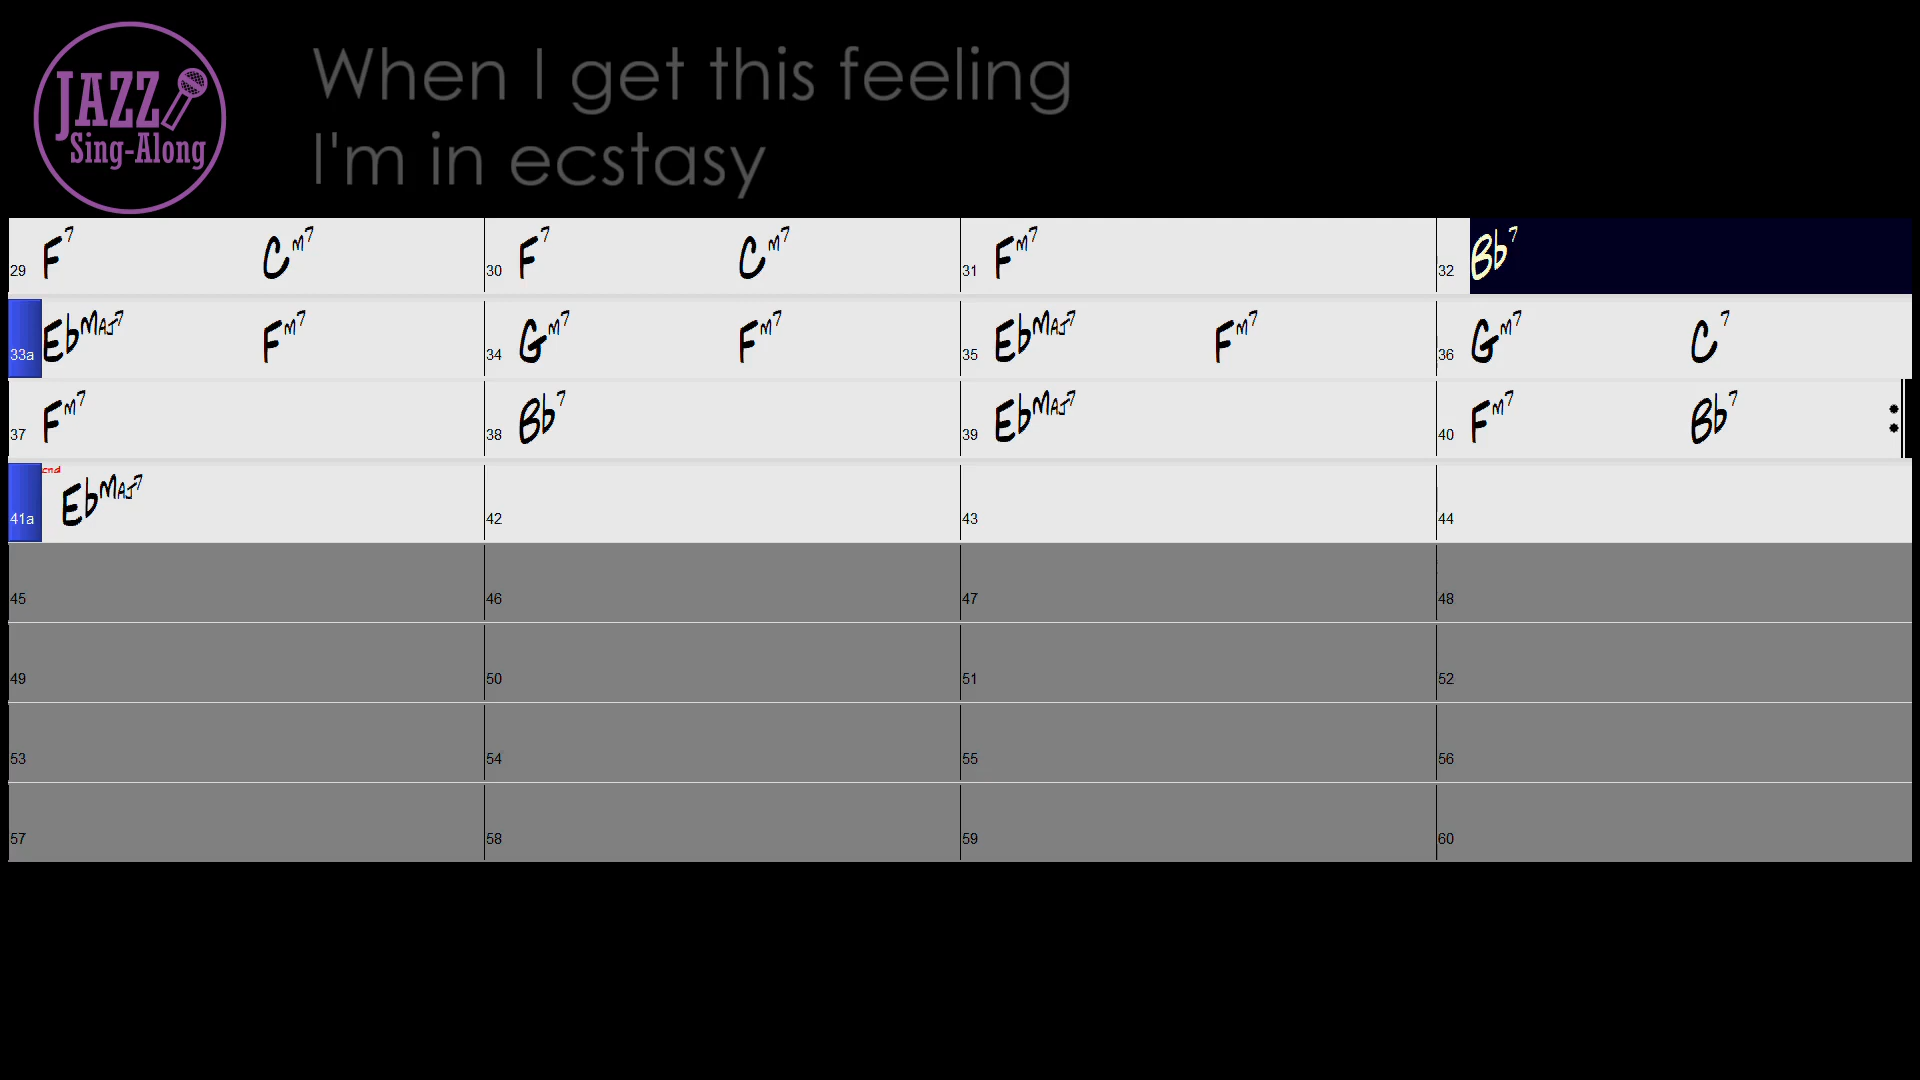 JAZZ
Sing-Along
When I get this feeling
I'm in ecstasy
29 F7 Cm7 30 F7 Cm7 31 Fm7 32 Bb7
33a EbMAJ7 Fm7 34 Gm7 Fm7 35 EbMAJ7 Fm7 36 Gm7 C7
37 Fm7 38 Bb7 39 EbMAJ7 40 Fm7 Bb7
end
41a EbMAJ7 42 43 44
45 46 47 48
49 50 51 52
53 54 55 56
57 58 59 60